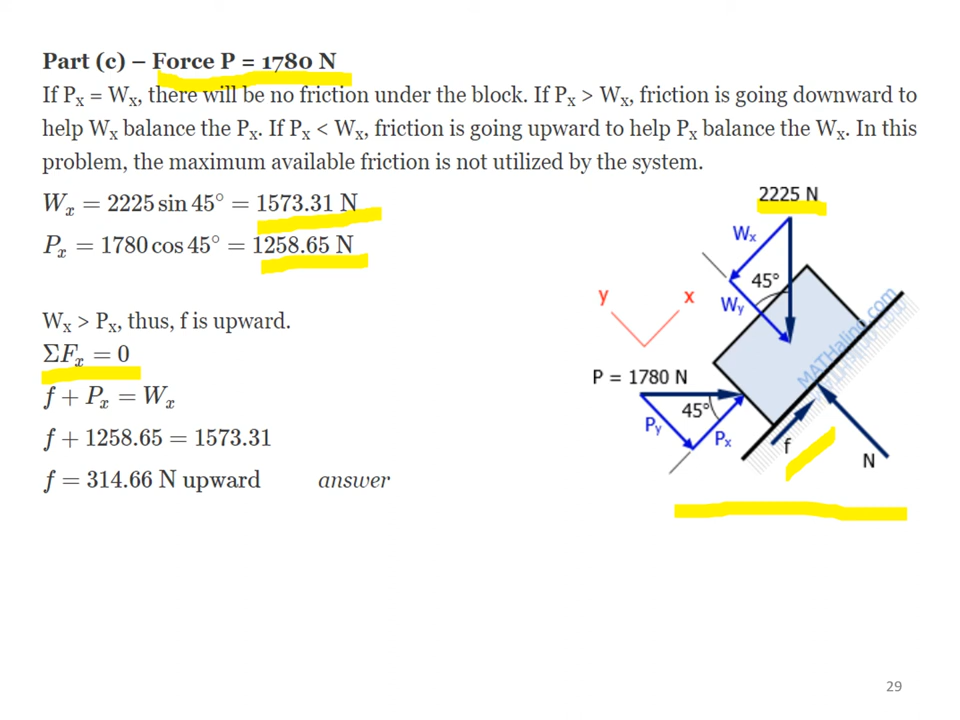 Part (c) – Force P = 1780 N
If Pₓ = Wₓ, there will be no friction under the block. If Pₓ > Wₓ, friction is going downward to
help Wₓ balance the Pₓ. If Pₓ < Wₓ, friction is going upward to help Pₓ balance the Wₓ. In this
problem, the maximum available friction is not utilized by the system.
Wₓ = 2225 sin 45° = 1573.31 N
Pₓ = 1780 cos 45° = 1258.65 N
Wₓ > Pₓ, thus, f is upward.
ΣFₓ = 0
f + Pₓ = Wₓ
f + 1258.65 = 1573.31
f = 314.66 N upward answer
2225 N
Wₓ
45°
y
x
Wy
MATHalino.com
P = 1780 N
45°
Py
Pₓ
f
N
29